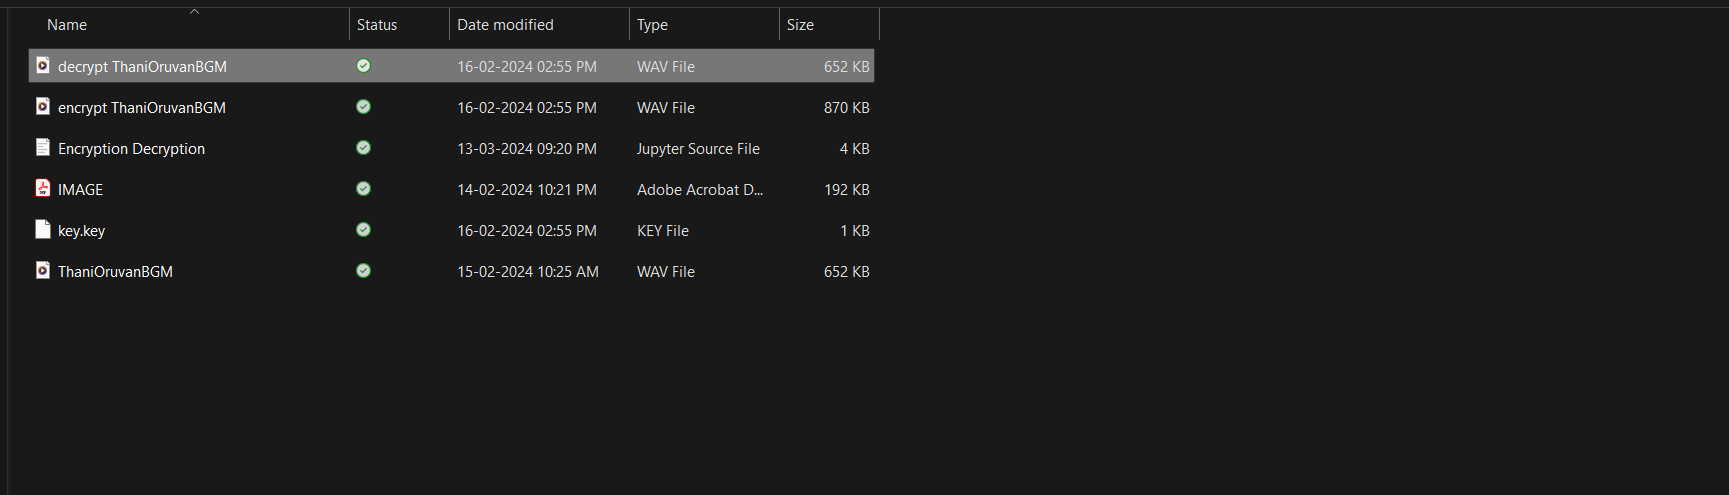 Name Status Date modified Type Size
decrypt ThaniOruvanBGM 16-02-2024 02:55 PM WAV File 652 KB
encrypt ThaniOruvanBGM 16-02-2024 02:55 PM WAV File 870 KB
Encryption Decryption 13-03-2024 09:20 PM Jupyter Source File 4 KB
IMAGE 14-02-2024 10:21 PM Adobe Acrobat D... 192 KB
key.key 16-02-2024 02:55 PM KEY File 1 KB
ThaniOruvanBGM 15-02-2024 10:25 AM WAV File 652 KB